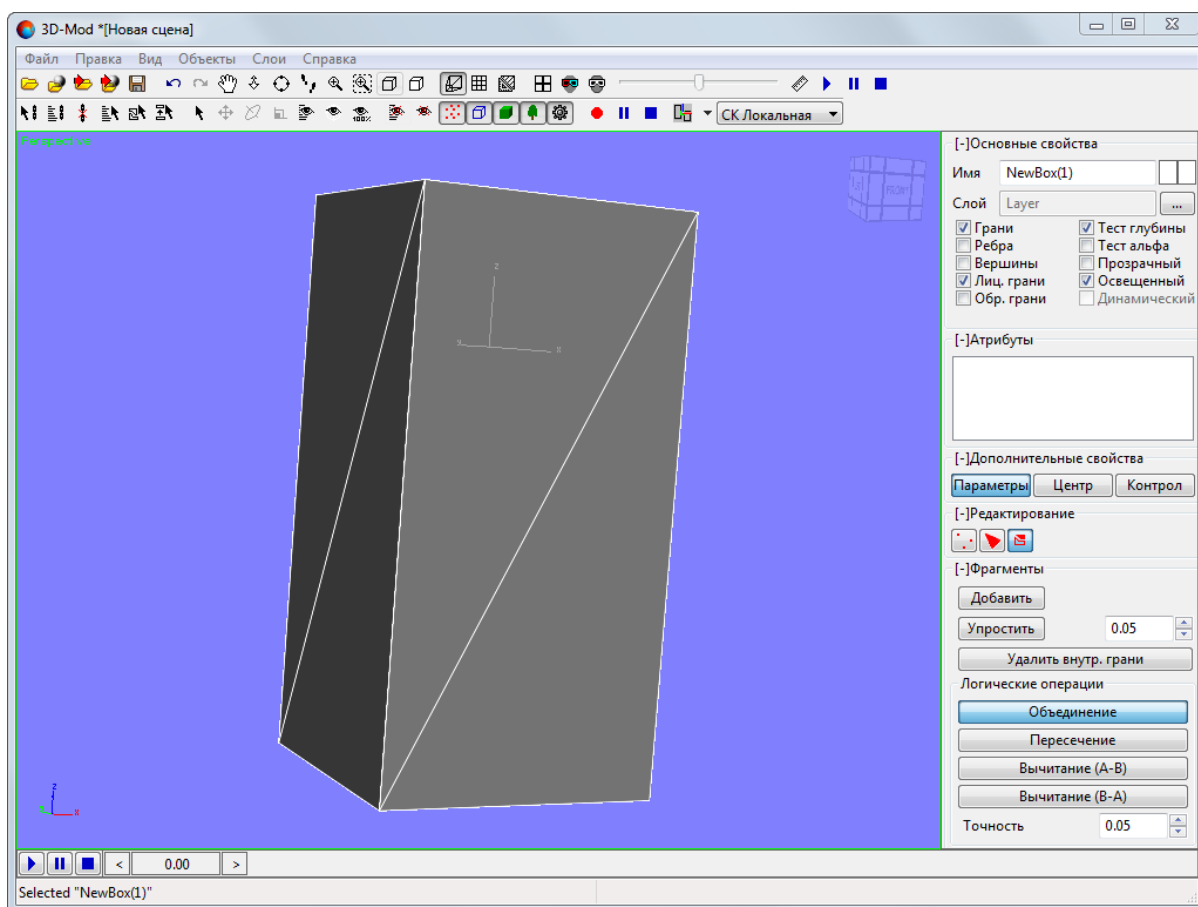 3D-Mod *[Новая сцена]
Файл Правка Вид Объекты Слои Справка
100%
СК Локальная
Perspective
FRONT
z
y x
z
x
[-]Основные свойства
Имя NewBox(1)
Слой Layer ...
Грани Тест глубины
Ребра Тест альфа
Вершины Прозрачный
Лиц. грани Освещенный
Обр. грани Динамический
[-]Атрибуты
[-]Дополнительные свойства
Параметры Центр Контрол
[-]Редактирование
[-]Фрагменты
Добавить
Упростить 0.05
Удалить внутр. грани
Логические операции
Объединение
Пересечение
Вычитание (A-B)
Вычитание (B-A)
Точность 0.05
< 0.00 >
Selected "NewBox(1)"